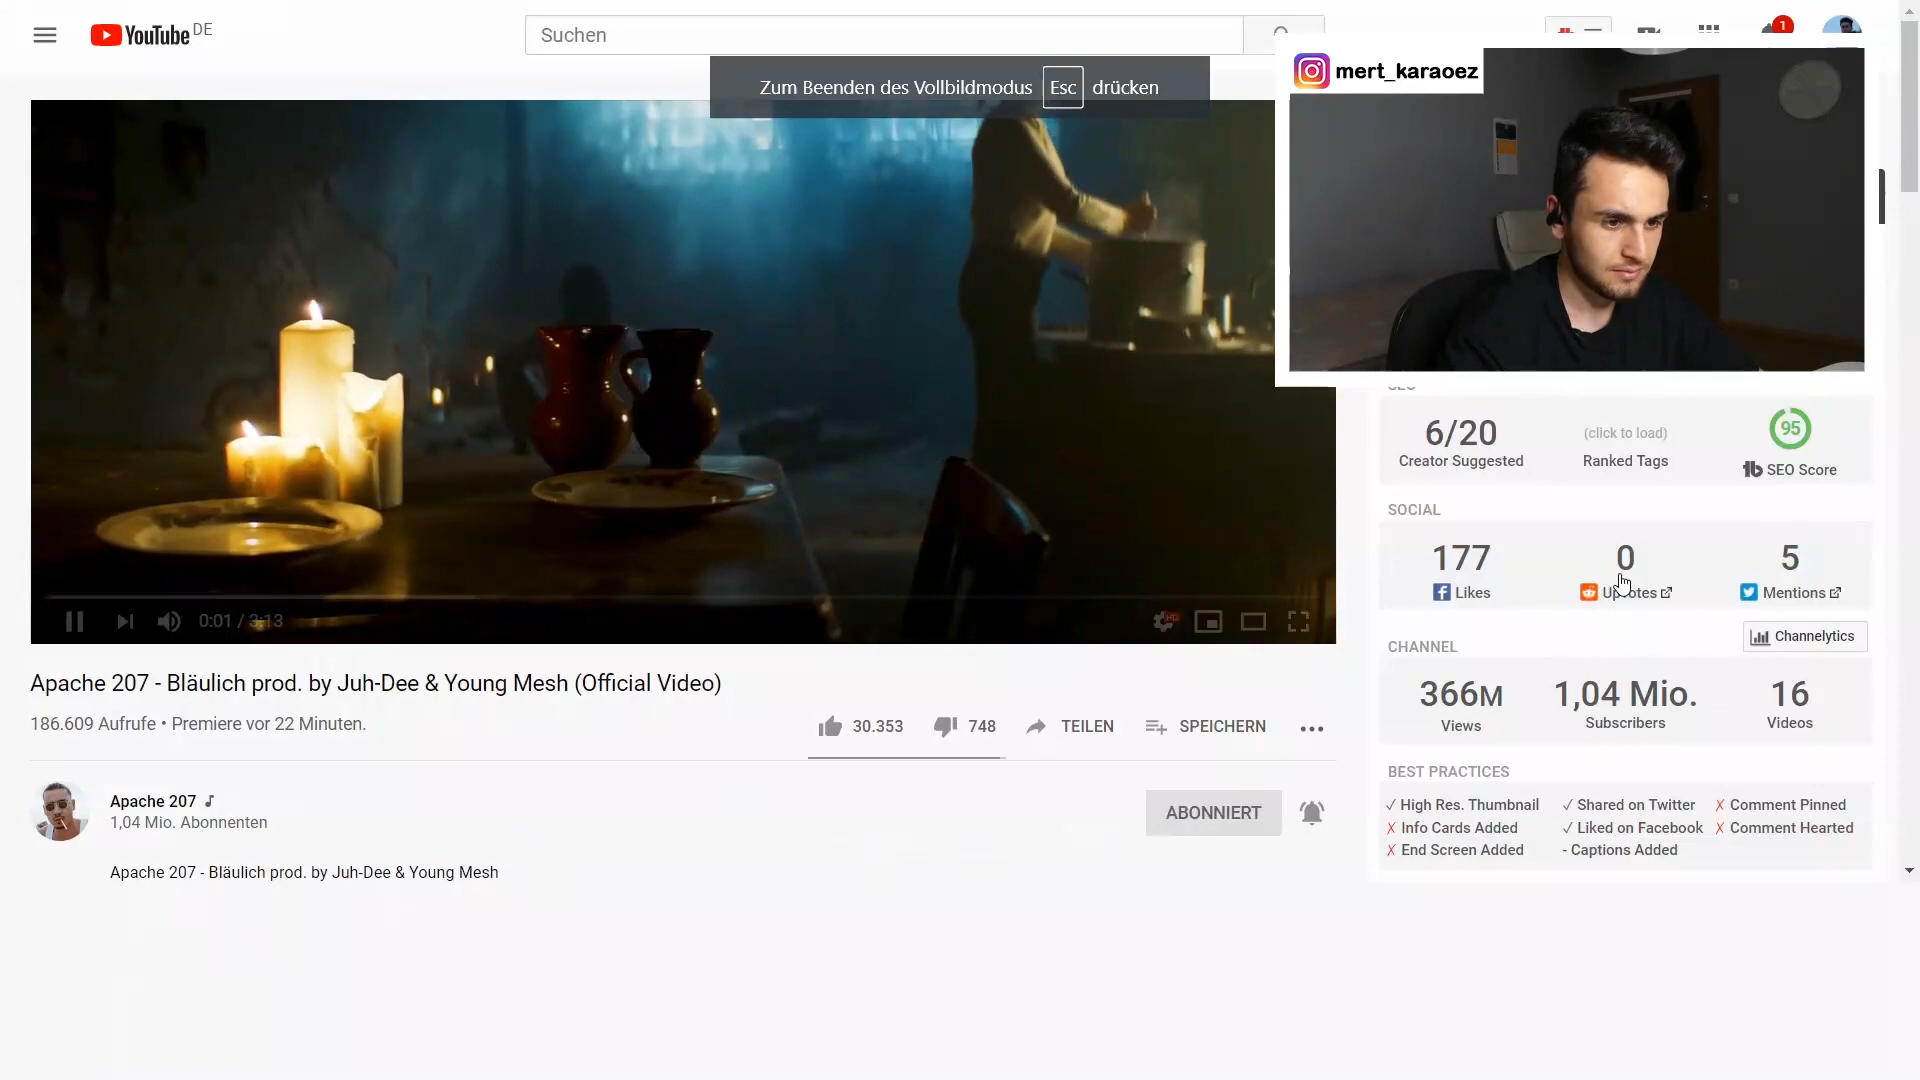 YouTube DE
Suchen
1
Zum Beenden des Vollbildmodus Esc drücken
mert_karaoez
6/20
Creator Suggested
(click to load)
Ranked Tags
95
SEO Score
SOCIAL
177
Likes
0
Upvotes
5
Mentions
CHANNEL
Channelytics
366M
Views
1,04 Mio.
Subscribers
16
Videos
BEST PRACTICES
✓ High Res. Thumbnail
✓ Shared on Twitter
✗ Comment Pinned
✗ Info Cards Added
✓ Liked on Facebook
✗ Comment Hearted
✗ End Screen Added
- Captions Added
0:01 / 3:13
HD
Apache 207 - Bläulich prod. by Juh-Dee & Young Mesh (Official Video)
186.609 Aufrufe • Premiere vor 22 Minuten.
30.353
748
TEILEN
SPEICHERN
Apache 207
1,04 Mio. Abonnenten
ABONNIERT
Apache 207 - Bläulich prod. by Juh-Dee & Young Mesh